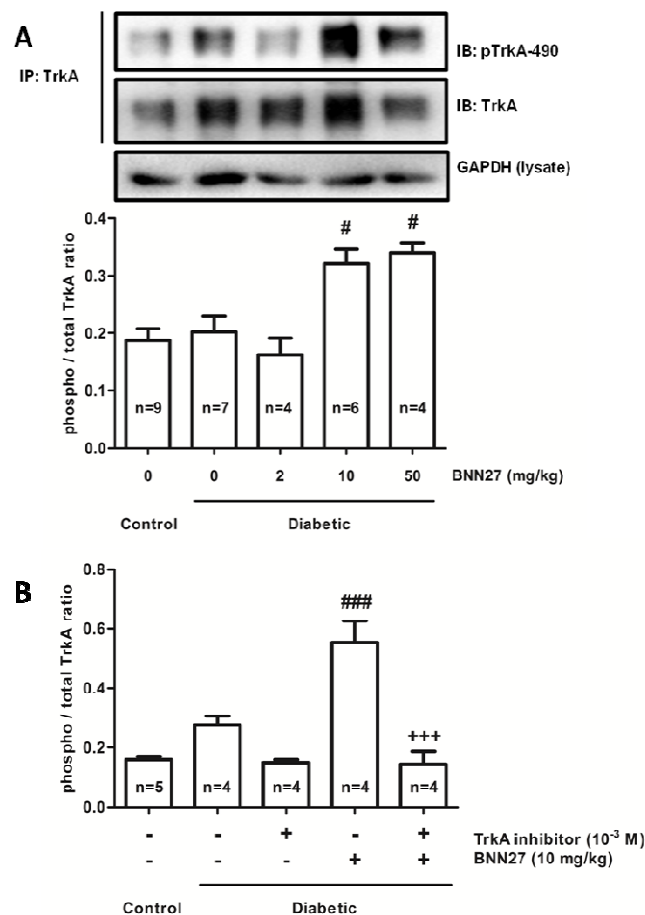 A
IP: TrkA
IB: pTrkA-490
IB: TrkA
GAPDH (lysate)
phospho / total TrkA ratio
0.4
0.3
0.2
0.1
0.0
# #
n=9 n=7 n=4 n=6 n=4
0 0 2 10 50 BNN27 (mg/kg)
Control Diabetic
B
phospho / total TrkA ratio
0.8
0.6
0.4
0.2
0.0
###
+++
n=5 n=4 n=4 n=4 n=4
- - + - + TrkA inhibitor (10⁻³ M)
- - - + + BNN27 (10 mg/kg)
Control Diabetic